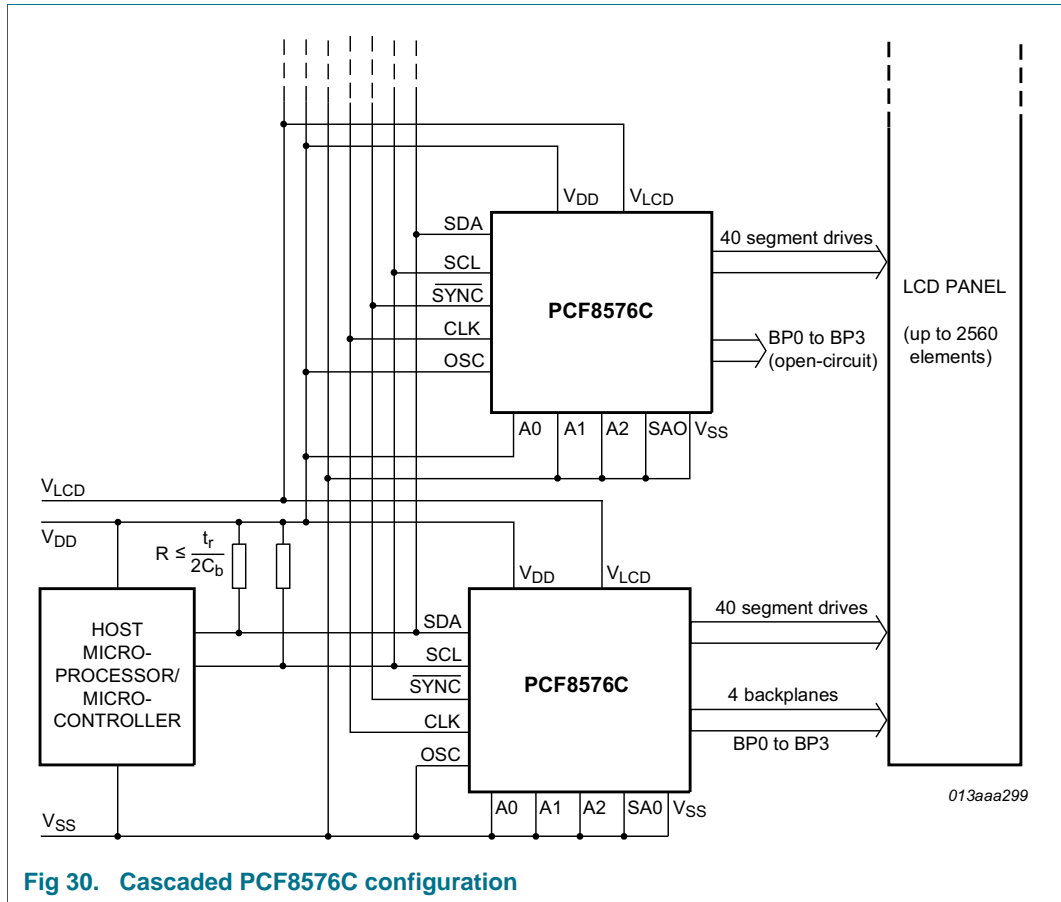 VDD
VLCD
SDA
SCL
SYNC
CLK
OSC
PCF8576C
40 segment drives
BP0 to BP3
(open-circuit)
LCD PANEL
(up to 2560
elements)
A0 A1 A2 SAO VSS
VLCD
VDD
R ≤ tr
2Cb
HOST
MICRO-
PROCESSOR/
MICRO-
CONTROLLER
VSS
VDD
VLCD
SDA
SCL
SYNC
CLK
OSC
PCF8576C
40 segment drives
4 backplanes
BP0 to BP3
A0 A1 A2 SA0 VSS
013aaa299
Fig 30. Cascaded PCF8576C configuration